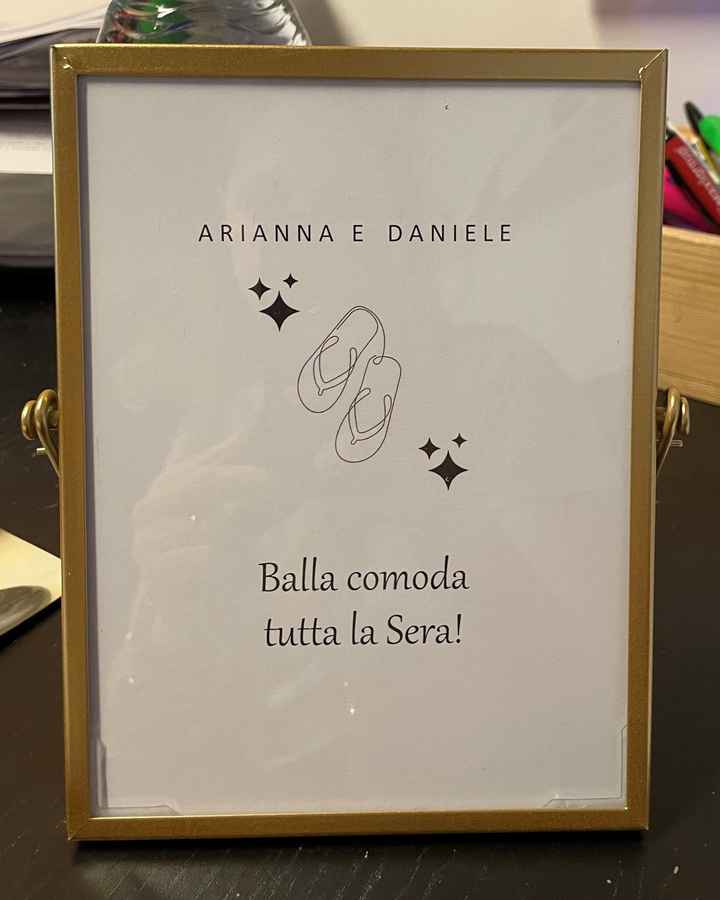 ARIANNA E DANIELE
Balla comoda
tutta la Sera!